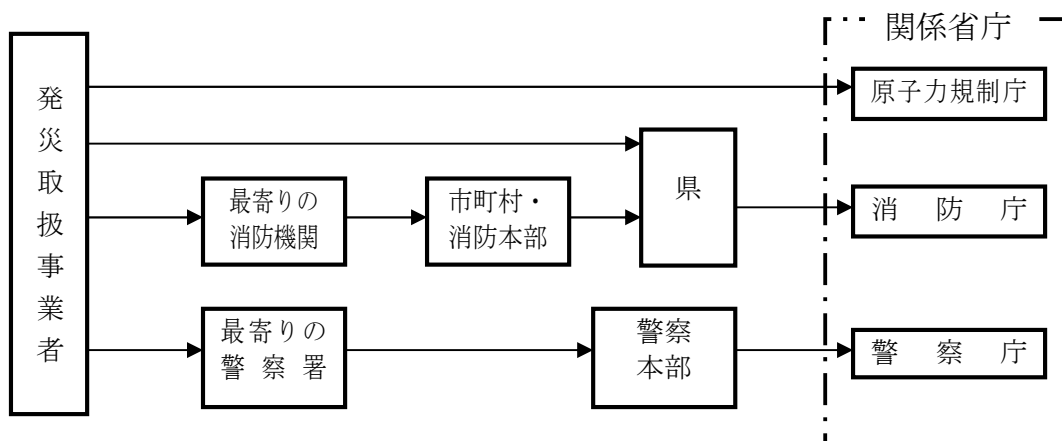 関係省庁
発災取扱事業者
原子力規制庁
県
最寄りの
消防機関
市町村・
消防本部
消防庁
最寄りの
警察署
警察
本部
警察庁